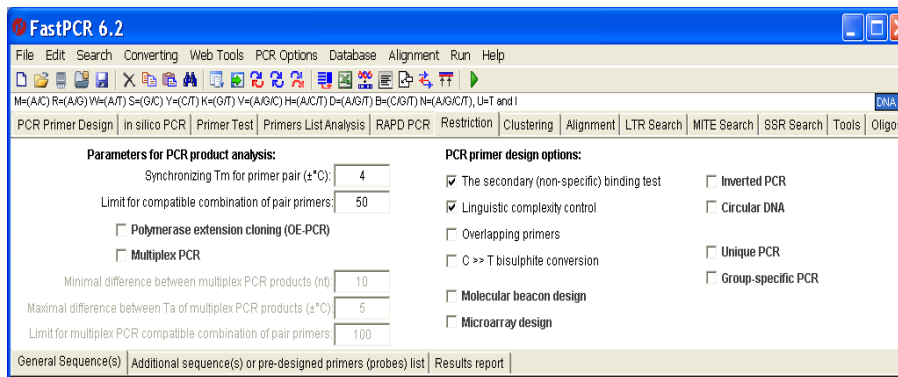 FastPCR 6.2
File Edit Search Converting Web Tools PCR Options Database Alignment Run Help
M=(A/C) R=(A/G) W=(A/T) S=(G/C) Y=(C/T) K=(G/T) V=(A/G/C) H=(A/C/T) D=(A/G/T) B=(C/G/T) N=(A/G/C/T), U=T and I
DNA
PCR Primer Design in silico PCR Primer Test Primers List Analysis RAPD PCR Restriction Clustering Alignment LTR Search MITE Search SSR Search Tools Oligos
Parameters for PCR product analysis:
Synchronizing Tm for primer pair (±°C): 4
Limit for compatible combination of pair primers: 50
Polymerase extension cloning (OE-PCR)
Multiplex PCR
Minimal difference between multiplex PCR products (nt): 10
Maximal difference between Ta of multiplex PCR products (±°C): 5
Limit for multiplex PCR compatible combination of pair primers: 100
PCR primer design options:
The secondary (non-specific) binding test
Linguistic complexity control
Overlapping primers
C >> T bisulphite conversion
Molecular beacon design
Microarray design
Inverted PCR
Circular DNA
Unique PCR
Group-specific PCR
General Sequence(s) Additional sequence(s) or pre-designed primers (probes) list Results report